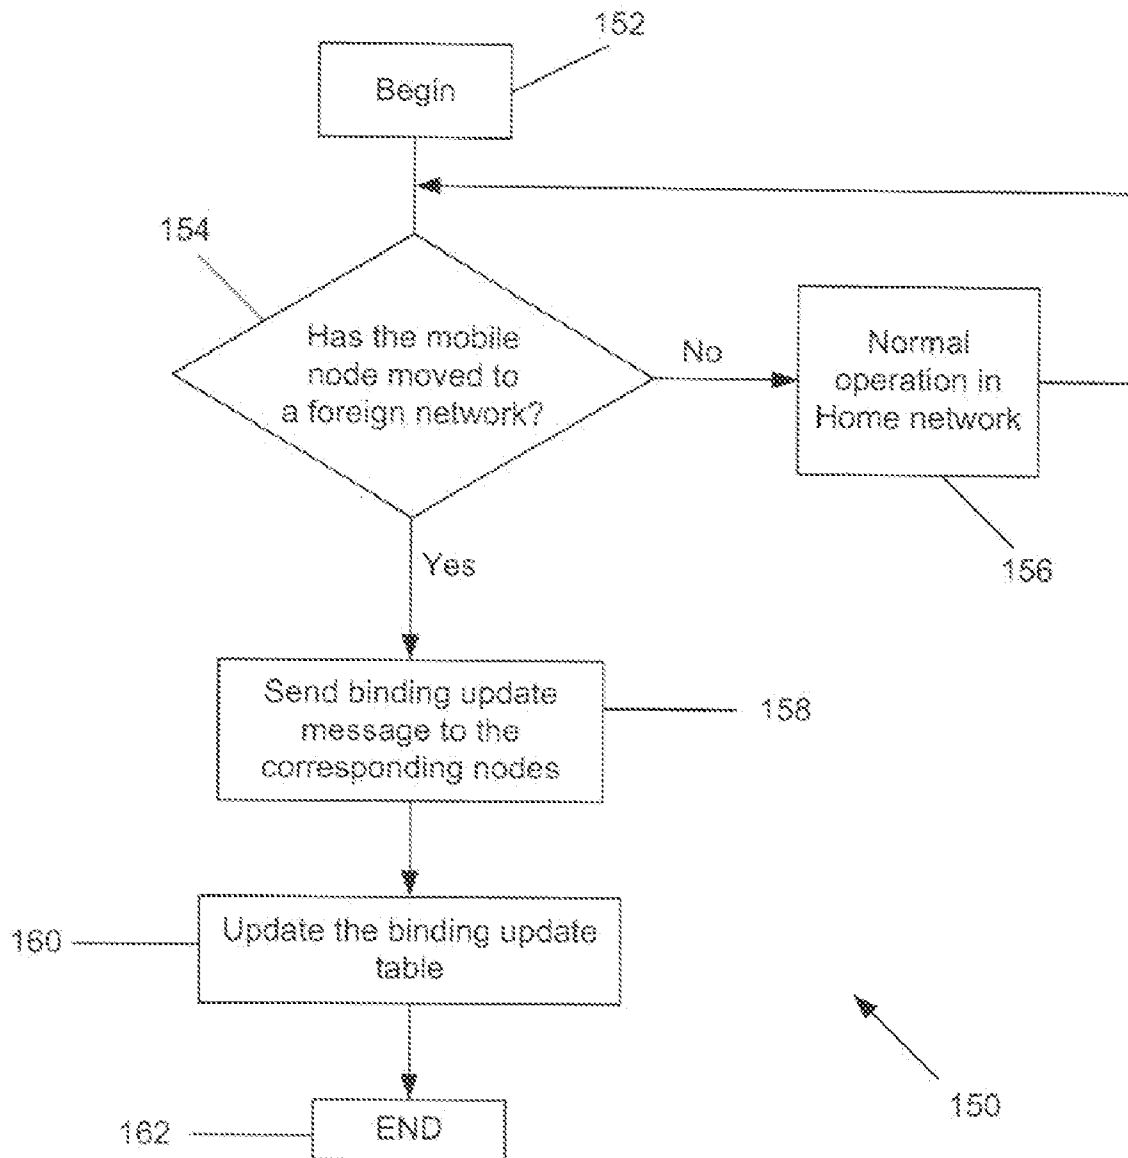 152
Begin
154
Has the mobile
node moved to
a foreign network?
No
Normal
operation in
Home network
156
Yes
Send binding update
message to the
corresponding nodes
158
160
Update the binding update
table
150
162
END